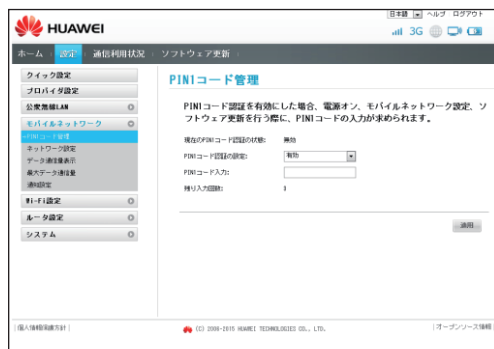 日本語 ヘルプ ログアウト
HUAWEI
3G
ホーム 設定 通信利用状況 ソフトウェア更新
クイック設定
プロバイダ設定
公衆無線LAN
モバイルネットワーク
PIN1コード管理
ネットワーク設定
データ通信量表示
最大データ通信量
通知設定
Wi-Fi設定
ルータ設定
システム
PIN1コード管理
PIN1コード認証を有効にした場合、電源オン、モバイルネットワーク設定、ソ
フトウェア更新を行う際に、PIN1コードの入力が求められます。
現在のPIN1コード認証の状態: 無効
PIN1コード認証の設定: 有効
PIN1コード入力:
残り入力回数: 3
適用
個人情報保護方針
(C) 2006-2015 HUAWEI TECHNOLOGIES CO., LTD.
オープンソース情報